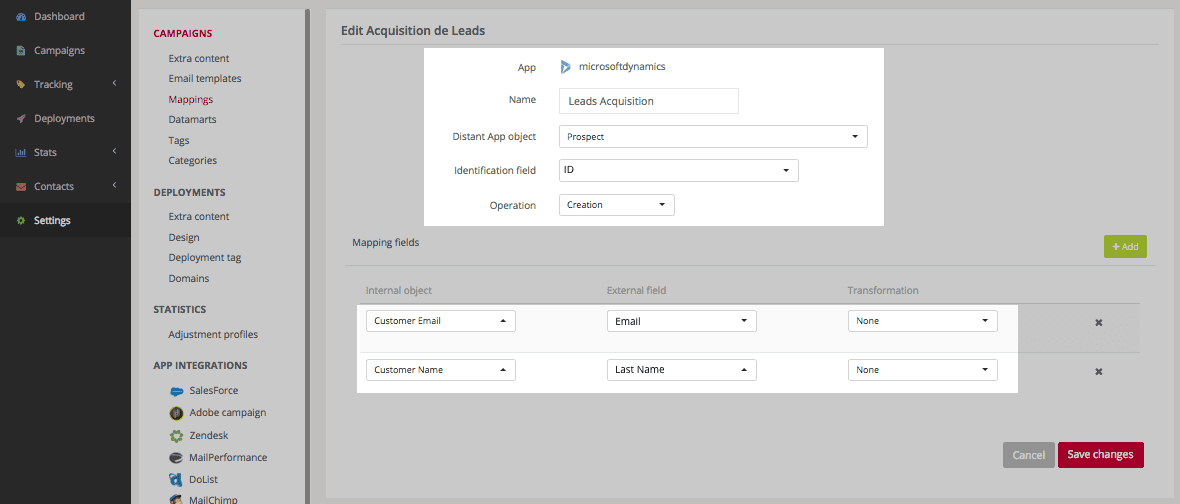 Dashboard
Campaigns
Tracking
Deployments
Stats
Contacts
Settings
CAMPAIGNS
Extra content
Email templates
Mappings
Datamarts
Tags
Categories
DEPLOYMENTS
Extra content
Design
Deployment tag
Domains
STATISTICS
Adjustment profiles
APP INTEGRATIONS
SalesForce
Adobe campaign
Zendesk
MailPerformance
DoList
MailChimp
Edit Acquisition de Leads
App microsoftdynamics
Name Leads Acquisition
Distant App object Prospect
Identification field ID
Operation Creation
Mapping fields + Add
Internal object External field Transformation
Customer Email Email None
Customer Name Last Name None
Cancel Save changes